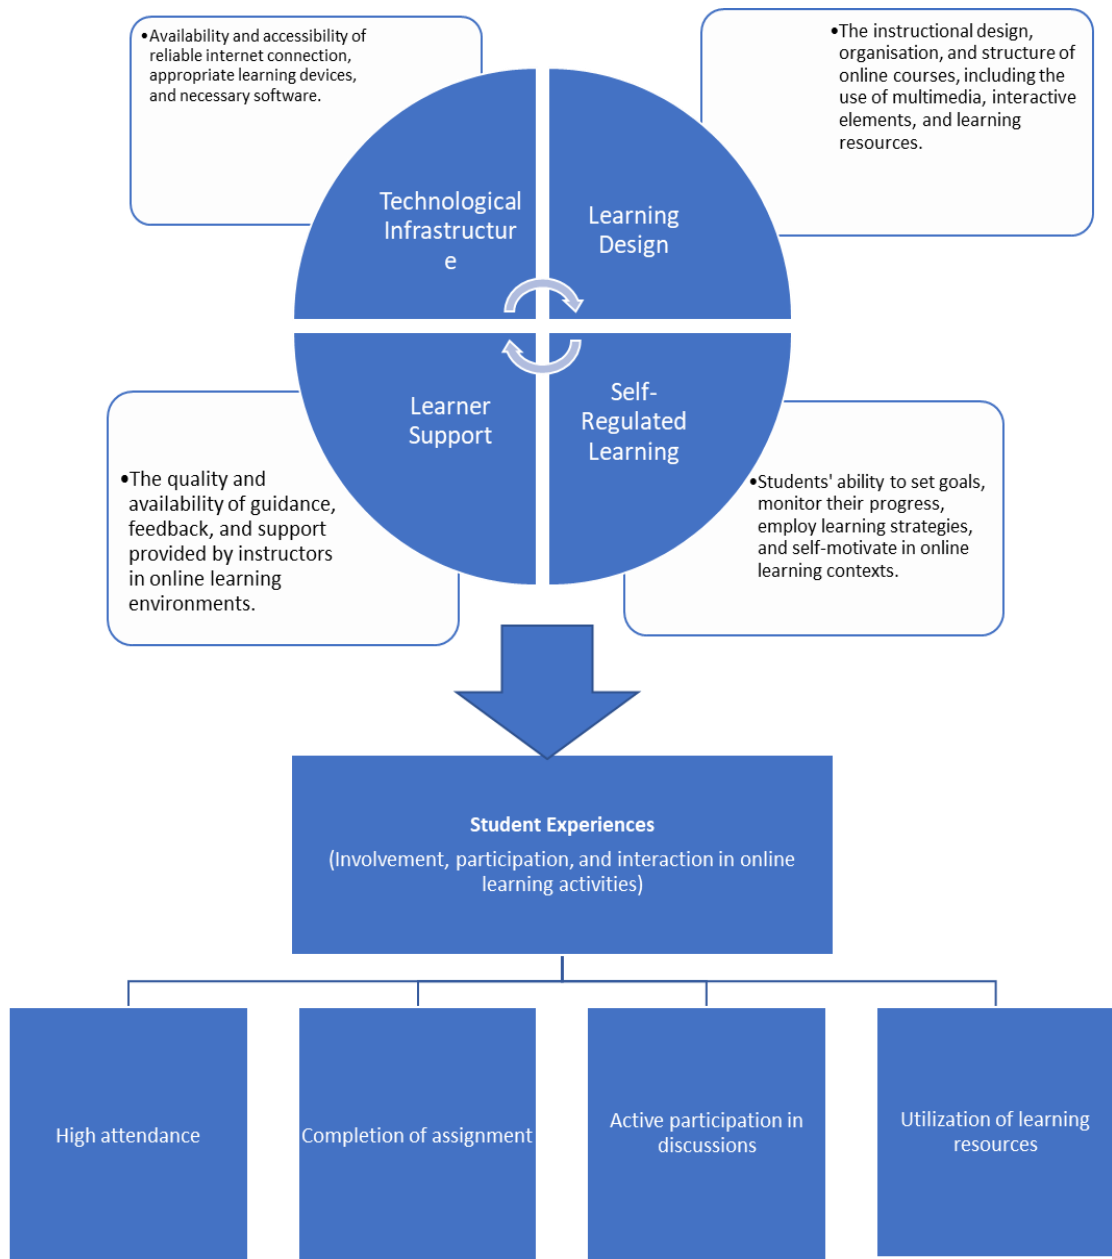 •Availability and accessibility of
reliable internet connection,
appropriate learning devices,
and necessary software.
•The instructional design,
organisation, and structure of
online courses, including the
use of multimedia, interactive
elements, and learning
resources.
Technological
Infrastructur
e
Learning
Design
Learner
Support
Self-
Regulated
Learning
•The quality and
availability of guidance,
feedback, and support
provided by instructors
in online learning
environments.
•Students' ability to set goals,
monitor their progress,
employ learning strategies,
and self-motivate in online
learning contexts.
Student Experiences
(Involvement, participation, and interaction in online
learning activities)
High attendance
Completion of assignment
Active participation in
discussions
Utilization of learning
resources